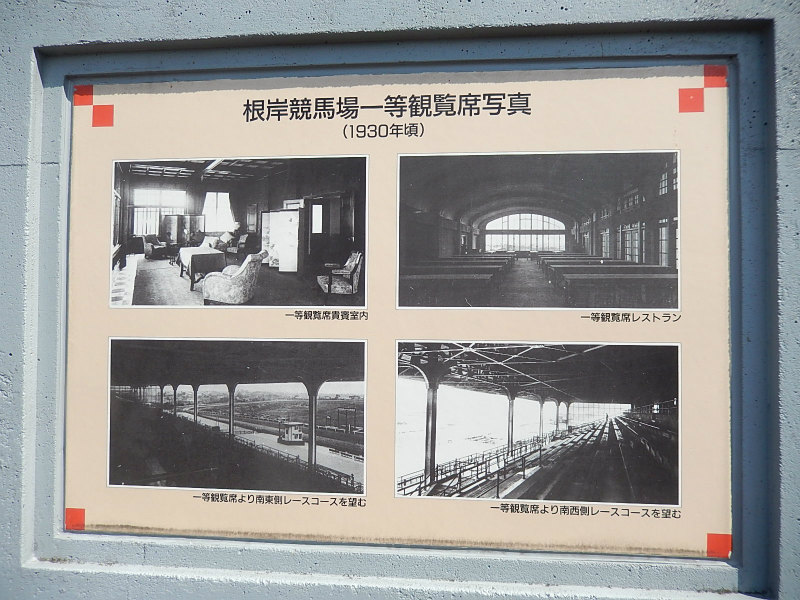 根岸競馬場一等観覧席写真
（1930年頃）
一等観覧席貴賓室内
一等観覧席レストラン
一等観覧席より南東側レースコースを望む
一等観覧席より南西側レースコースを望む